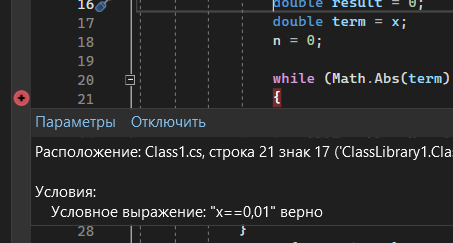 16 double result = 0;
17 double term = x;
18 n = 0;
19
20 while (Math.Abs(term)
21 {
Параметры Отключить
Расположение: Class1.cs, строка 21 знак 17 ('ClassLibrary1.Clas
Условия:
Условное выражение: "x==0,01" верно
28 }